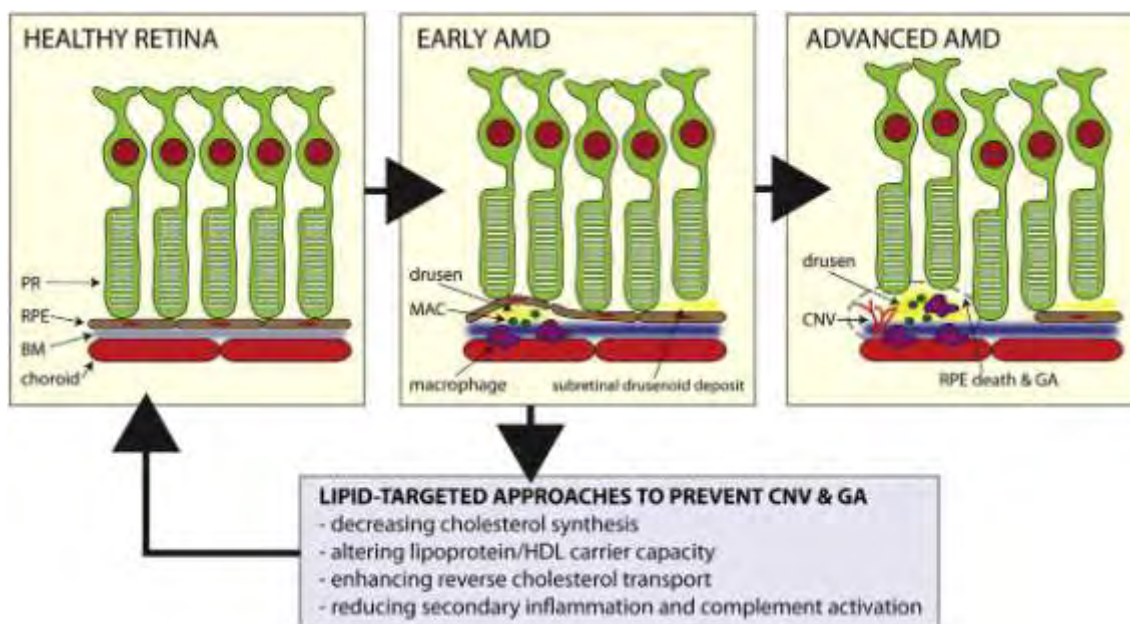 HEALTHY RETINA
PR
RPE
BM
choroid
EARLY AMD
drusen
MAC
macrophage
subretinal drusenoid deposit
ADVANCED AMD
drusen
CNV
RPE death & GA
LIPID-TARGETED APPROACHES TO PREVENT CNV & GA
- decreasing cholesterol synthesis
- altering lipoprotein/HDL carrier capacity
- enhancing reverse cholesterol transport
- reducing secondary inflammation and complement activation